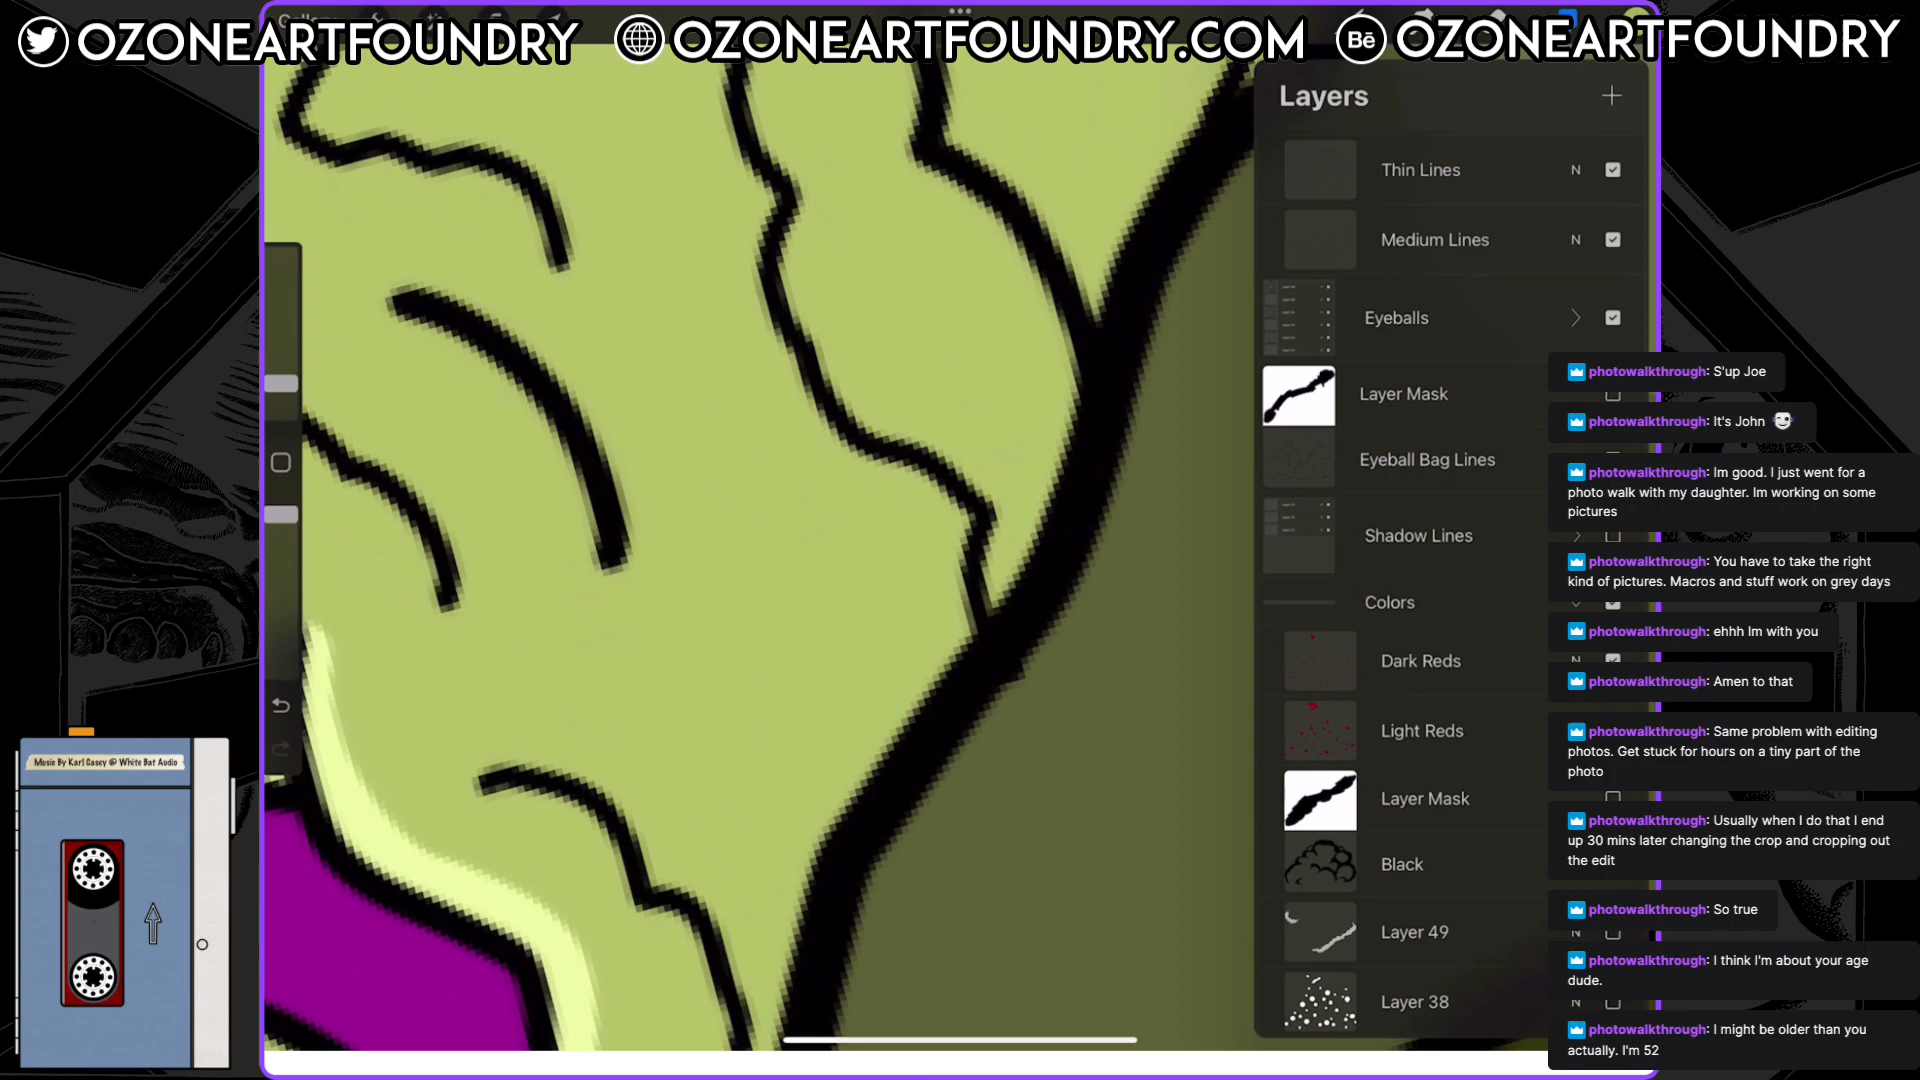 OZONEARTFOUNDRY
OZONEARTFOUNDRY.COM
Bē OZONEARTFOUNDRY
Layers
Thin Lines N
Medium Lines N
Eyeballs
Layer Mask
Eyeball Bag Lines
Shadow Lines
Colors
Dark Reds N
Light Reds
Layer Mask
Black
Layer 49 N
Layer 38 N
photowalkthrough: S'up Joe
photowalkthrough: It's John
photowalkthrough: Im good. I just went for a
photo walk with my daughter. Im working on some
pictures
photowalkthrough: You have to take the right
kind of pictures. Macros and stuff work on grey days
photowalkthrough: ehhh Im with you
photowalkthrough: Amen to that
photowalkthrough: Same problem with editing
photos. Get stuck for hours on a tiny part of the
photo
photowalkthrough: Usually when I do that I end
up 30 mins later changing the crop and cropping out
the edit
photowalkthrough: So true
photowalkthrough: I think I'm about your age
dude.
photowalkthrough: I might be older than you
actually. I'm 52
Music By Karl Casey @ White Bat Audio